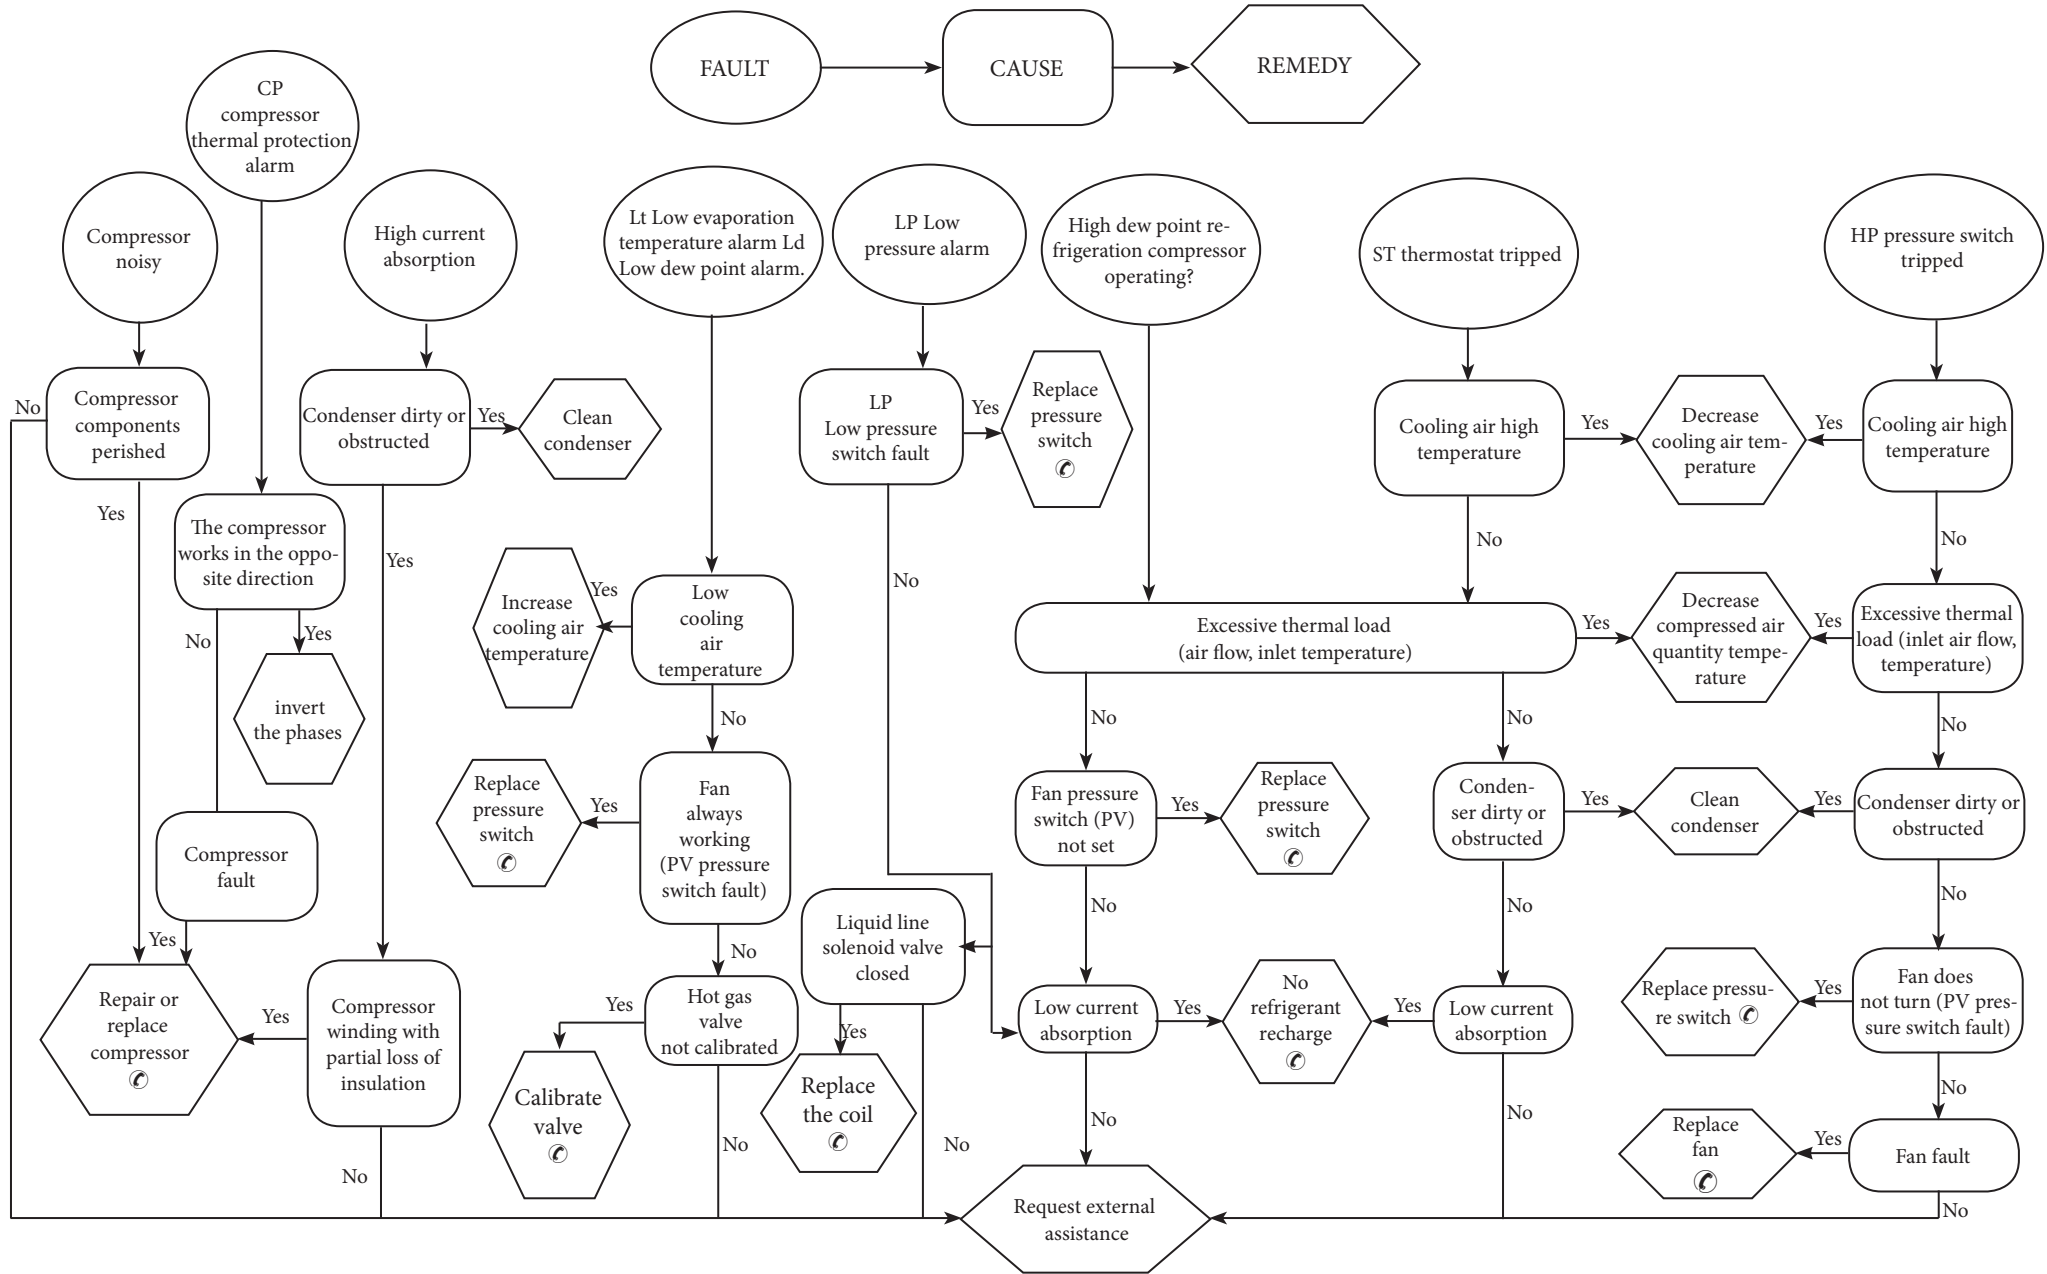 FAULT
CAUSE
REMEDY
CP
compressor
thermal protection
alarm
Compressor
noisy
High current
absorption
Lt Low evaporation
temperature alarm Ld
Low dew point alarm.
LP Low
pressure alarm
High dew point re-
frigeration compressor
operating?
ST thermostat tripped
HP pressure switch
tripped
No
Compressor
components
perished
Condenser dirty or
obstructed
Yes
Clean
condenser
LP
Low pressure
switch fault
Yes
Replace
pressure
switch
Cooling air high
temperature
Yes
Decrease
cooling air tem-
perature
Yes
Cooling air high
temperature
Yes
The compressor
works in the oppo-
site direction
Yes
No
No
No
No
Yes
Increase
cooling air
temperature
Yes
Low
cooling
air
temperature
Excessive thermal load
(air flow, inlet temperature)
Yes
Decrease
compressed air
quantity tempe-
rature
Yes
Excessive thermal
load (inlet air flow,
temperature)
No
invert
the phases
No
No
No
No
Replace
pressure
switch
Yes
Fan
always
working
(PV pressure
switch fault)
Fan pressure
switch (PV)
not set
Yes
Replace
pressure
switch
Conden-
ser dirty or
obstructed
Yes
Clean
condenser
Yes
Condenser dirty or
obstructed
Compressor
fault
Yes
No
Liquid line
solenoid valve
closed
No
No
No
Repair or
replace
compressor
Yes
Compressor
winding with
partial loss of
insulation
Yes
Hot gas
valve
not calibrated
Yes
Low current
absorption
Yes
No
refrigerant
recharge
Yes
Low current
absorption
Replace pressu-
re switch
Yes
Fan does
not turn (PV pres-
sure switch fault)
Calibrate
valve
Replace
the coil
No
No
No
No
No
No
Replace
fan
Yes
Fan fault
Request external
assistance
No